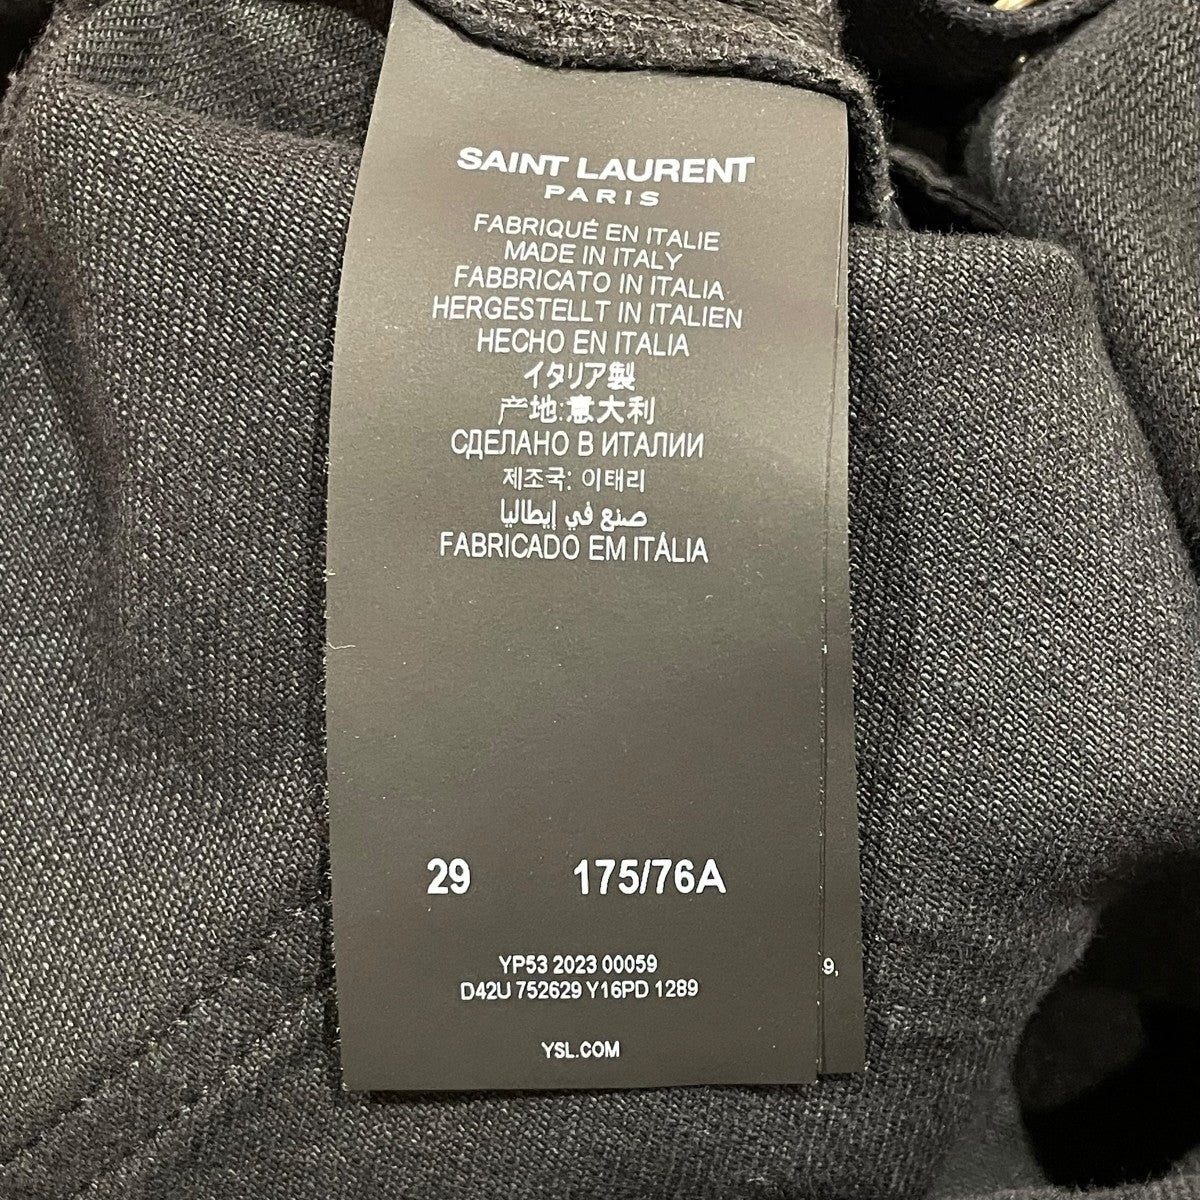 SAINT LAURENT
PARIS
FABRIQUÉ EN ITALIE
MADE IN ITALY
FABBRICATO IN ITALIA
HERGESTELLT IN ITALIEN
HECHO EN ITALIA
イタリア製
产地:意大利
СДЕЛАНО В ИТАЛИИ
제조국: 이태리
صنع في إيطاليا
FABRICADO EM ITÁLIA
29 175/76A
YP53 2023 00059
9,
D42U 752629 Y16PD 1289
YSL.COM